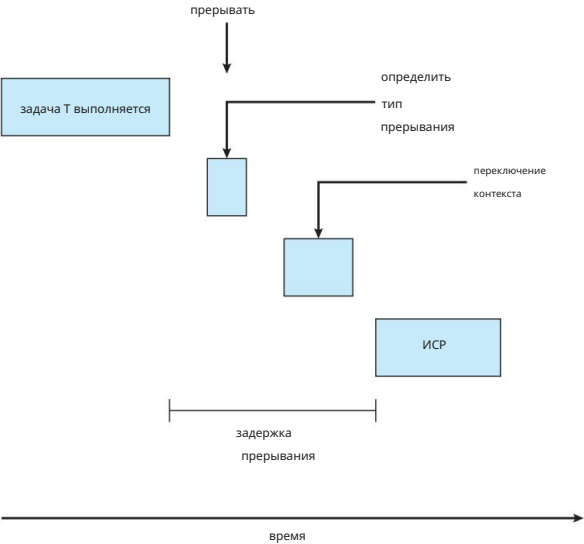 прерывать
определить
тип
прерывания
задача Т выполняется
переключение
контекста
ИСР
задержка
прерывания
время